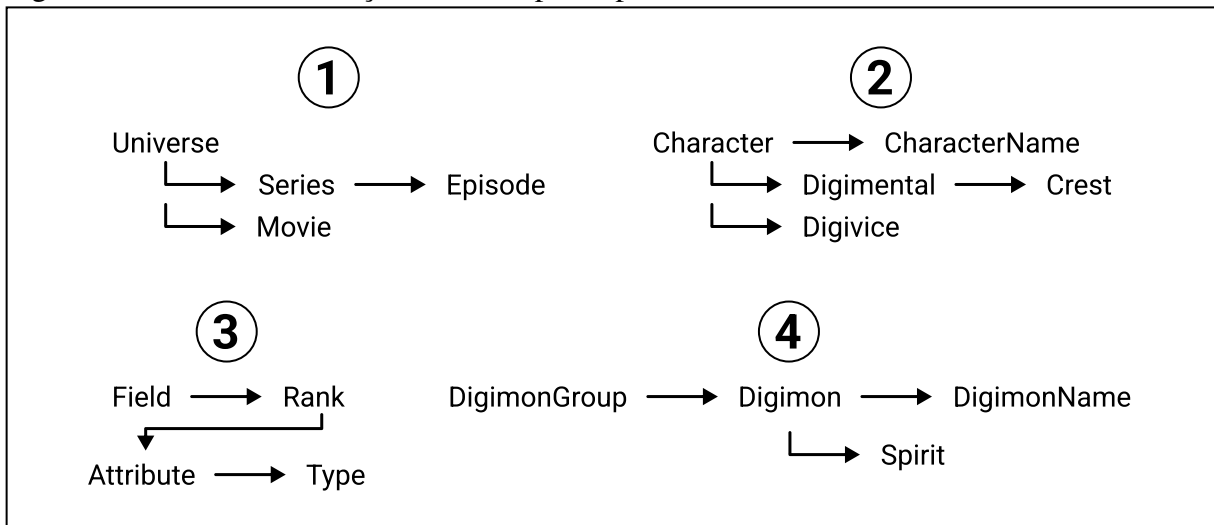 1
Universe
Series Episode
Movie
2
Character CharacterName
Digimental Crest
Digivice
3
Field Rank
Attribute Type
4
DigimonGroup Digimon DigimonName
Spirit